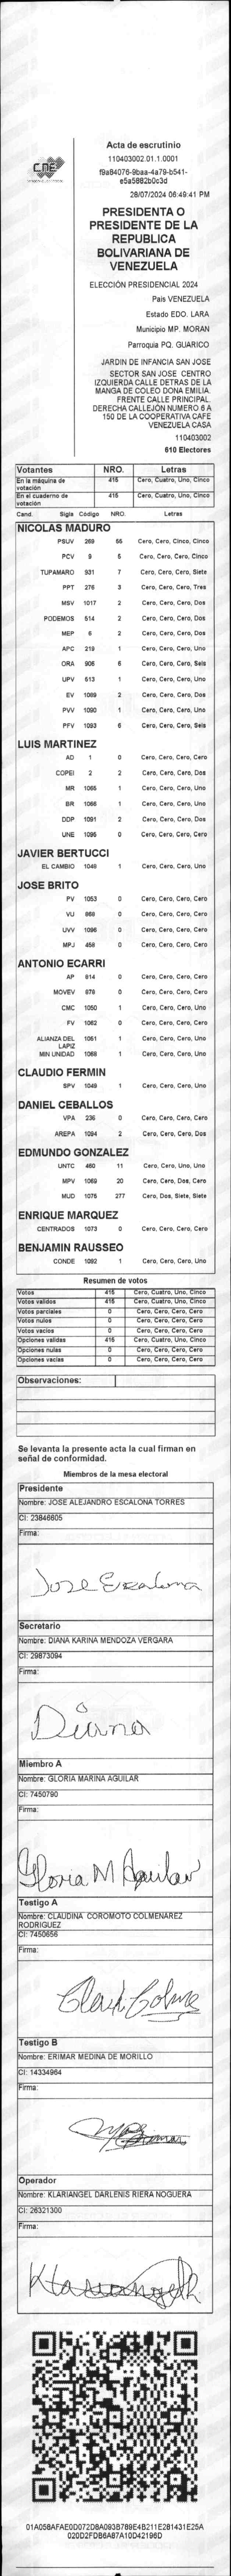 CNE
Acta de escrutinio
110403002.01.1.0001
f9a84076-9baa-4a79-b541-
e5a5882b0c3d
28/07/2024 06:49:41 PM
PRESIDENTA O
PRESIDENTE DE LA
REPUBLICA
BOLIVARIANA DE
VENEZUELA
ELECCIÓN PRESIDENCIAL 2024
Pais VENEZUELA
Estado EDO. LARA
Municipio MP. MORAN
Parroquia PQ. GUARICO
JARDIN DE INFANCIA SAN JOSE
SECTOR SAN JOSE CENTRO
IZQUIERDA CALLE DETRAS DE LA
MANGA DE COLEO DONA EMILIA.
FRENTE CALLE PRINCIPAL.
DERECHA CALLEJÓN NUMERO 6 A
150 DE LA COOPERATIVA CAFE
VENEZUELA CASA
110403002
610 Electores
Votantes NRO. Letras
En la máquina de votación 415 Cero, Cuatro, Uno, Cinco
En el cuaderno de votación 415 Cero, Cuatro, Uno, Cinco
Cand. Sigla Código NRO. Letras
NICOLAS MADURO
PSUV 269 55 Cero, Cero, Cinco, Cinco
PCV 9 5 Cero, Cero, Cero, Cinco
TUPAMARO 931 7 Cero, Cero, Cero, Siete
PPT 276 3 Cero, Cero, Cero, Tres
MSV 1017 2 Cero, Cero, Cero, Dos
PODEMOS 514 2 Cero, Cero, Cero, Dos
MEP 6 2 Cero, Cero, Cero, Dos
APC 219 1 Cero, Cero, Cero, Uno
ORA 906 6 Cero, Cero, Cero, Seis
UPV 613 1 Cero, Cero, Cero, Uno
EV 1089 2 Cero, Cero, Cero, Dos
PVV 1090 1 Cero, Cero, Cero, Uno
PFV 1093 6 Cero, Cero, Cero, Seis
LUIS MARTINEZ
AD 1 0 Cero, Cero, Cero, Cero
COPEI 2 2 Cero, Cero, Cero, Dos
MR 1065 1 Cero, Cero, Cero, Uno
BR 1066 1 Cero, Cero, Cero, Uno
DDP 1091 2 Cero, Cero, Cero, Dos
UNE 1095 0 Cero, Cero, Cero, Cero
JAVIER BERTUCCI
EL CAMBIO 1049 1 Cero, Cero, Cero, Uno
JOSE BRITO
PV 1053 0 Cero, Cero, Cero, Cero
VU 868 0 Cero, Cero, Cero, Cero
UVV 1096 0 Cero, Cero, Cero, Cero
MPJ 458 0 Cero, Cero, Cero, Cero
ANTONIO ECARRI
AP 814 0 Cero, Cero, Cero, Cero
MOVEV 978 0 Cero, Cero, Cero, Cero
CMC 1050 1 Cero, Cero, Cero, Uno
FV 1062 0 Cero, Cero, Cero, Cero
ALIANZA DEL LAPIZ 1061 1 Cero, Cero, Cero, Uno
MIN UNIDAD 1088 1 Cero, Cero, Cero, Uno
CLAUDIO FERMIN
SPV 1048 1 Cero, Cero, Cero, Uno
DANIEL CEBALLOS
VPA 236 0 Cero, Cero, Cero, Cero
AREPA 1094 2 Cero, Cero, Cero, Dos
EDMUNDO GONZALEZ
UNTC 460 11 Cero, Cero, Uno, Uno
MPV 1069 20 Cero, Cero, Dos, Cero
MUD 1076 277 Cero, Dos, Siete, Siete
ENRIQUE MARQUEZ
CENTRADOS 1073 0 Cero, Cero, Cero, Cero
BENJAMIN RAUSSEO
CONDE 1092 1 Cero, Cero, Cero, Uno
Resumen de votos
Votos 415 Cero, Cuatro, Uno, Cinco
Votos validos 415 Cero, Cuatro, Uno, Cinco
Votos parciales 0 Cero, Cero, Cero, Cero
Votos nulos 0 Cero, Cero, Cero, Cero
Votos vacios 0 Cero, Cero, Cero, Cero
Opciones validas 415 Cero, Cuatro, Uno, Cinco
Opciones nulas 0 Cero, Cero, Cero, Cero
Opciones vacias 0 Cero, Cero, Cero, Cero
Observaciones:
Se levanta la presente acta la cual firman en
señal de conformidad.
Miembros de la mesa electoral
Presidente
Nombre: JOSE ALEJANDRO ESCALONA TORRES
CI: 23846605
Firma:
Jose Escalona
Secretario
Nombre: DIANA KARINA MENDOZA VERGARA
CI: 29873094
Firma:
Diana
Miembro A
Nombre: GLORIA MARINA AGUILAR
CI: 7450790
Firma:
Gloria M Aguilar
Testigo A
Nombre: CLAUDINA COROMOTO COLMENAREZ
RODRIGUEZ
CI: 7450656
Firma:
Testigo B
Nombre: ERIMAR MEDINA DE MORILLO
CI: 14334964
Firma:
Operador
Nombre: KLARIANGEL DARLENIS RIERA NOGUERA
CI: 26321300
Firma:
01A058AFAE0D072D8A093B789E4B211E281431E25A
020D2FDB6A87A10D42196D